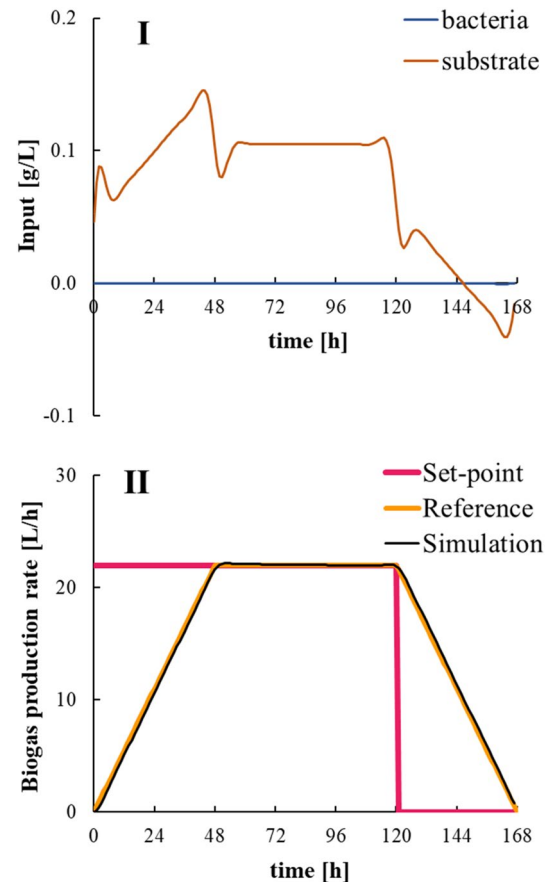 I
bacteria
substrate
Input [g/L]
0.2
0.1
0.0
-0.1
0 24 48 72 96 120 144 168
time [h]
II
Set-point
Reference
Simulation
Biogas production rate [L/h]
30
20
10
0
0 24 48 72 96 120 144 168
time [h]